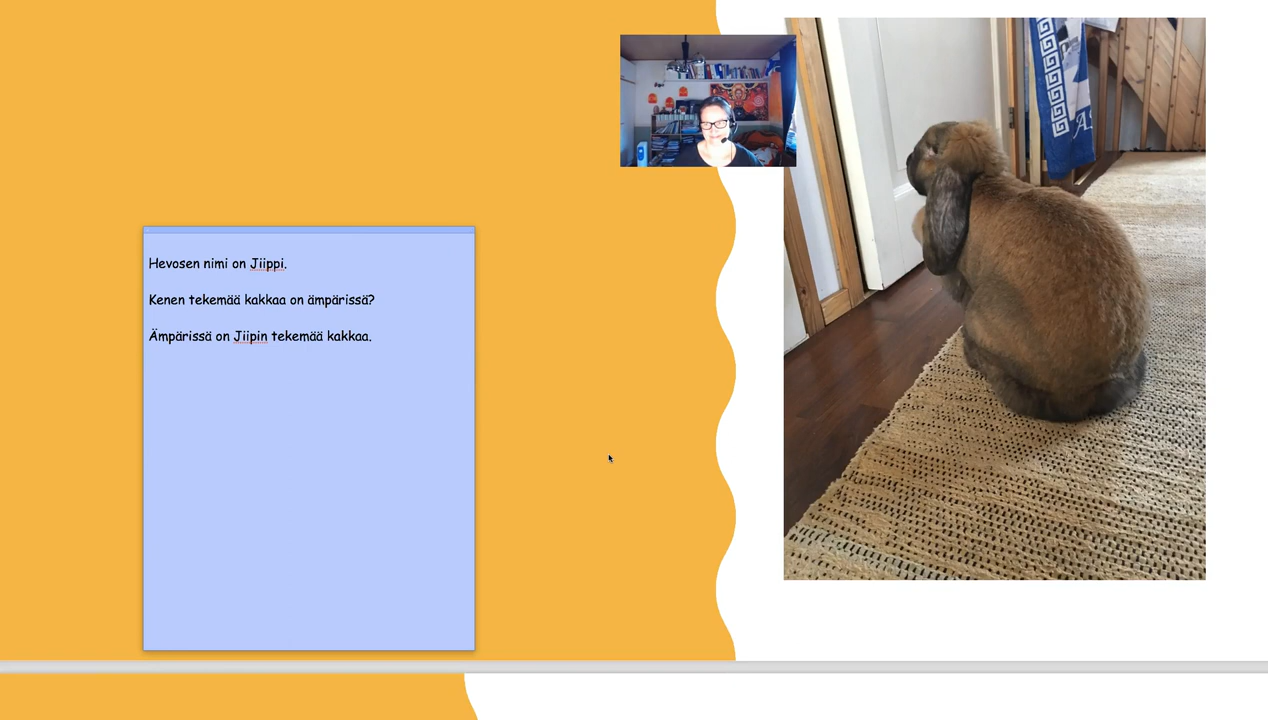 Hevosen nimi on Jiippi.
Kenen tekemää kakkaa on ämpärissä?
Ämpärissä on Jiipin tekemää kakkaa.